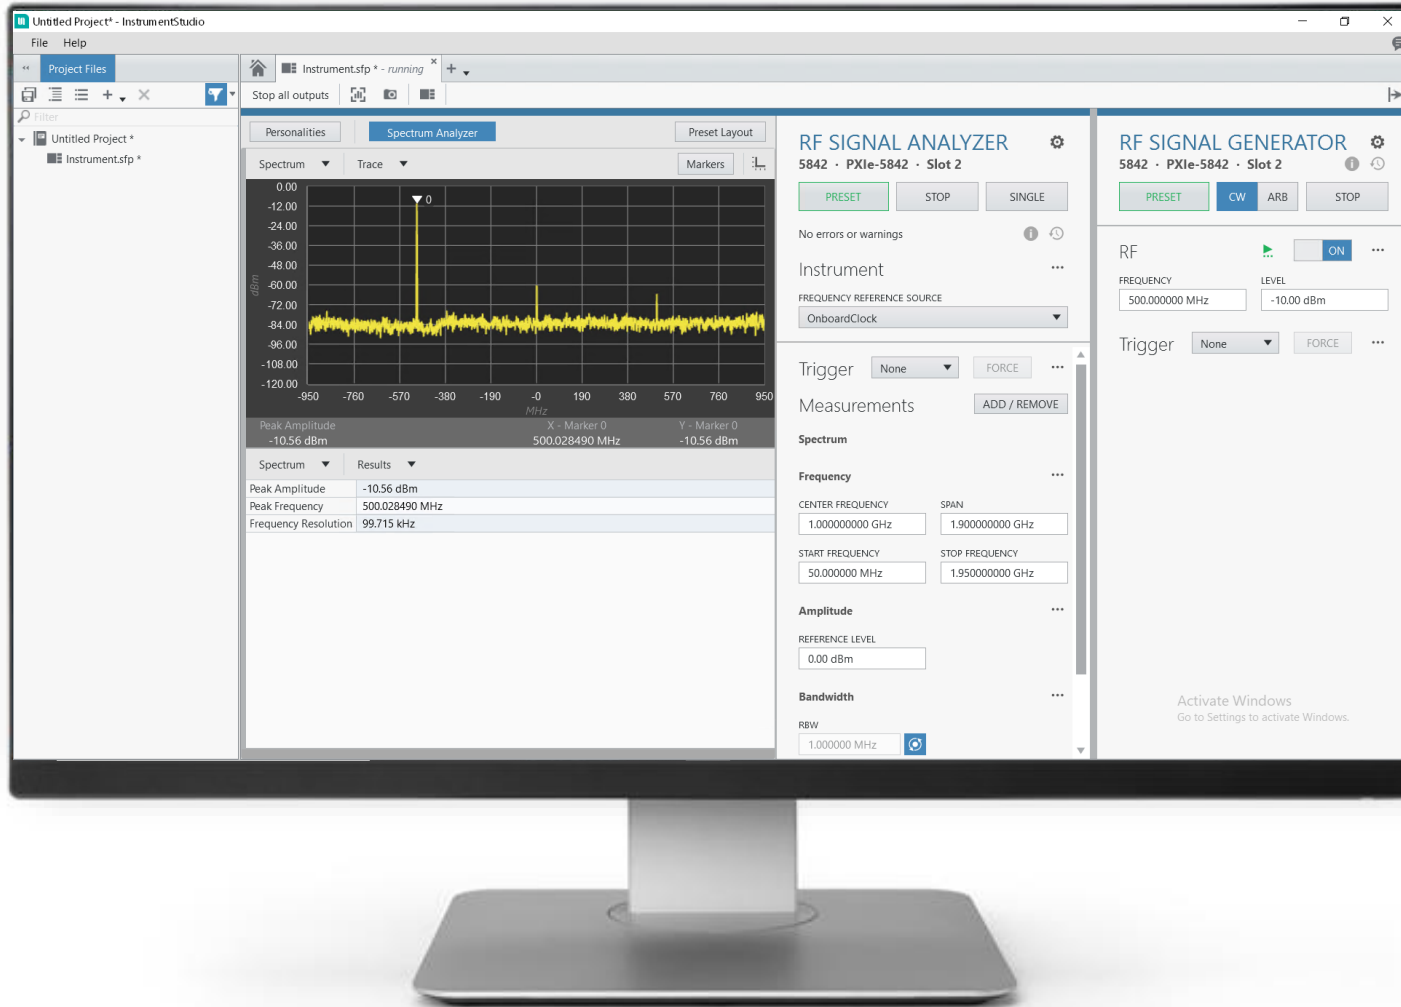 Untitled Project* - InstrumentStudio
File Help
Project Files
Instrument.sfp * - running
Stop all outputs
Filter
Untitled Project *
Instrument.sfp *
Personalities Spectrum Analyzer Preset Layout
Spectrum Trace Markers
0.00
-12.00
-24.00
-36.00
-48.00
-60.00
-72.00
-84.00
-96.00
-108.00
-120.00
dBm
0
-950 -760 -570 -380 -190 -0 190 380 570 760 950
MHz
Peak Amplitude X - Marker 0 Y - Marker 0
-10.56 dBm 500.028490 MHz -10.56 dBm
Spectrum Results
Peak Amplitude -10.56 dBm
Peak Frequency 500.028490 MHz
Frequency Resolution 99.715 kHz
RF SIGNAL ANALYZER
5842 · PXIe-5842 · Slot 2
PRESET STOP SINGLE
No errors or warnings
Instrument
FREQUENCY REFERENCE SOURCE
OnboardClock
Trigger None FORCE
Measurements ADD / REMOVE
Spectrum
Frequency
CENTER FREQUENCY SPAN
1.000000000 GHz 1.900000000 GHz
START FREQUENCY STOP FREQUENCY
50.000000 MHz 1.950000000 GHz
Amplitude
REFERENCE LEVEL
0.00 dBm
Bandwidth
RBW
1.000000 MHz
RF SIGNAL GENERATOR
5842 · PXIe-5842 · Slot 2
PRESET CW ARB STOP
RF ON
FREQUENCY LEVEL
500.000000 MHz -10.00 dBm
Trigger None FORCE
Activate Windows
Go to Settings to activate Windows.